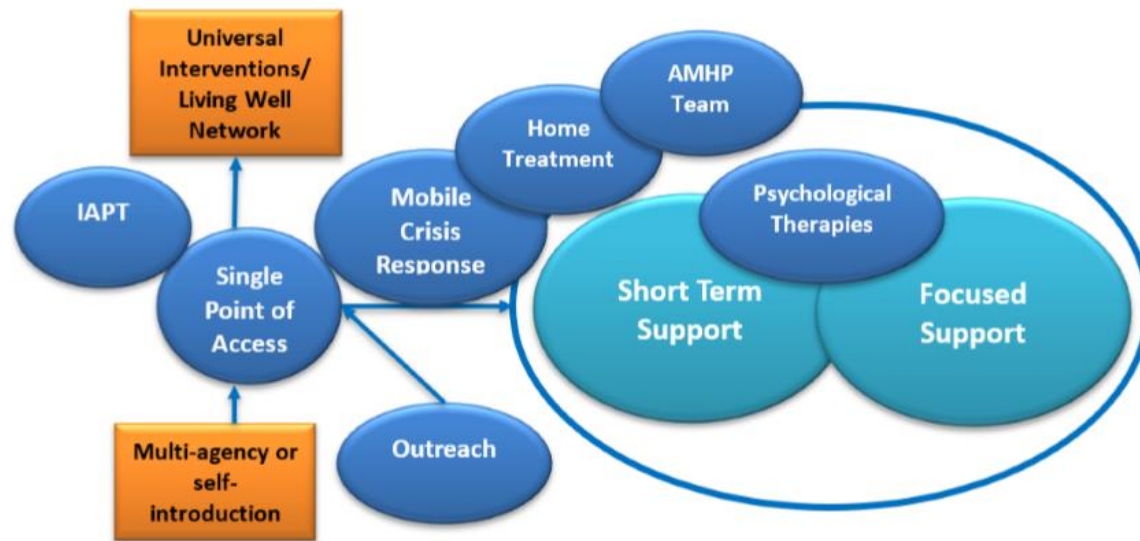 Universal
Interventions/
Living Well
Network
AMHP
Team
Home
Treatment
IAPT
Mobile
Crisis
Response
Psychological
Therapies
Single
Point of
Access
Short Term
Support
Focused
Support
Multi-agency or
self-
introduction
Outreach